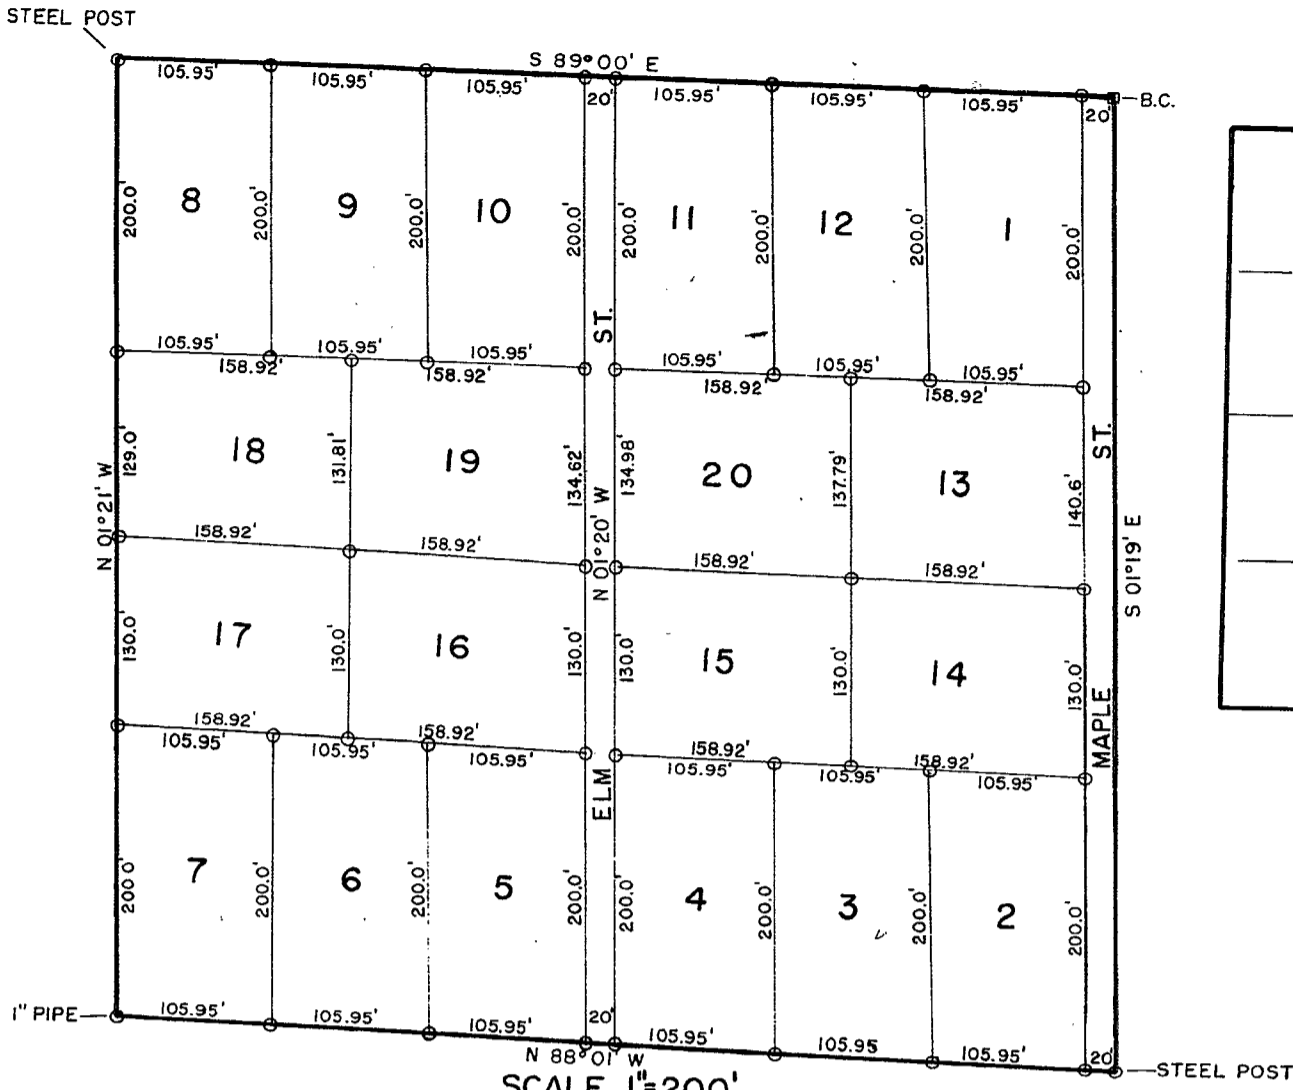 STEEL POST
S 89°00' E
105.95' 105.95' 105.95' 20' 105.95' 105.95' 105.95' 20'
B.C.
8 9 10 11 12 1
200.0' 200.0' 200.0' 200.0' 200.0' 200.0' 200.0' 200.0'
ST.
105.95' 105.95' 105.95' 105.95' 105.95' 105.95'
158.92' 158.92' 158.92' 158.92'
18 19 20 13
129.0' 131.81' 134.62' 134.98' 137.79' 140.6'
ST.
N 01°21' W
N 01°20' W
S 01°19' E
158.92' 158.92' 158.92' 158.92'
17 16 15 14
130.0' 130.0' 130.0' 130.0' 130.0' 130.0'
MAPLE
158.92' 158.92' 158.92' 158.92'
105.95' 105.95' 105.95' 105.95' 105.95' 105.95'
ELM
7 6 5 4 3 2
200.0' 200.0' 200.0' 200.0' 200.0' 200.0' 200.0' 200.0'
1" PIPE
105.95' 105.95' 105.95' 20' 105.95' 105.95 105.95' 20'
N 88°01' W
STEEL POST
SCALE 1"=200'